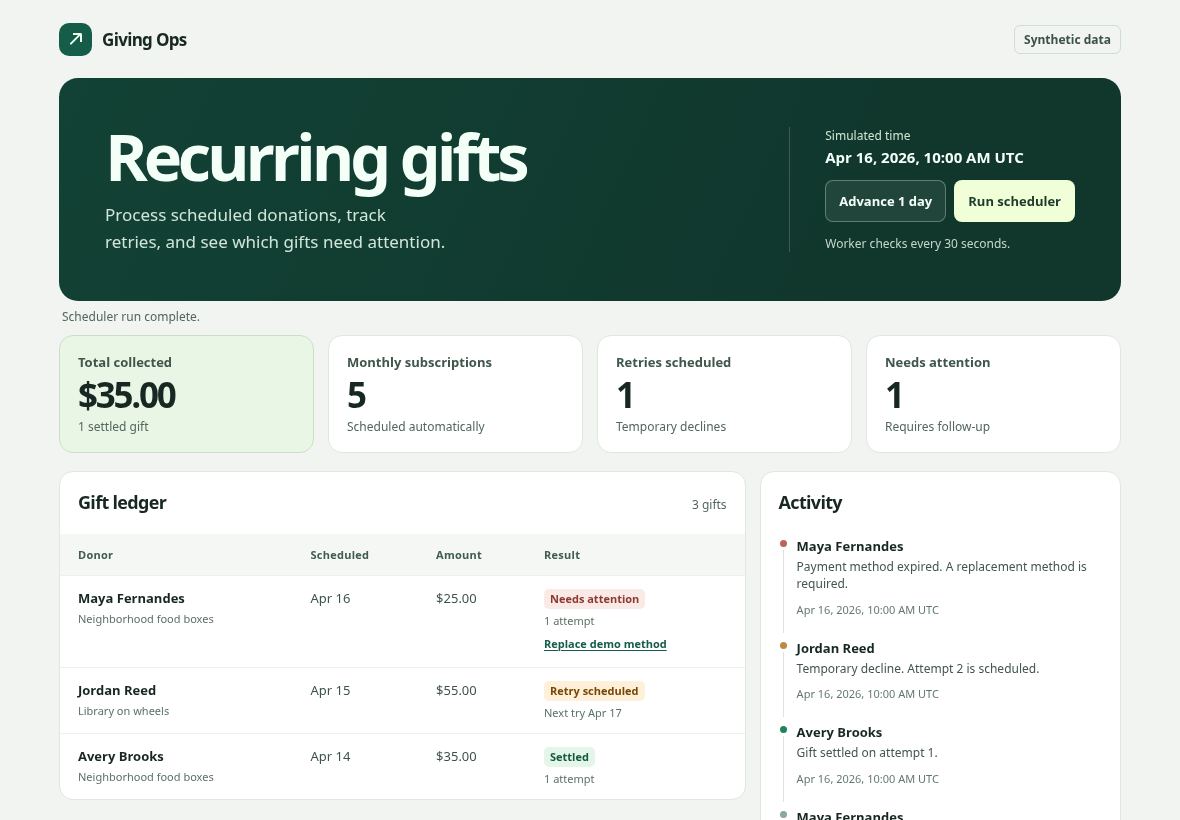 Giving Ops
Synthetic data
Recurring gifts
Process scheduled donations, track
retries, and see which gifts need attention.
Simulated time
Apr 16, 2026, 10:00 AM UTC
Advance 1 day
Run scheduler
Worker checks every 30 seconds.
Scheduler run complete.
Total collected
$35.00
1 settled gift
Monthly subscriptions
5
Scheduled automatically
Retries scheduled
1
Temporary declines
Needs attention
1
Requires follow-up
Gift ledger
3 gifts
Donor Scheduled Amount Result
Maya Fernandes Apr 16 $25.00 Needs attention
Neighborhood food boxes 1 attempt
Replace demo method
Jordan Reed Apr 15 $55.00 Retry scheduled
Library on wheels Next try Apr 17
Avery Brooks Apr 14 $35.00 Settled
Neighborhood food boxes 1 attempt
Activity
Maya Fernandes
Payment method expired. A replacement method is
required.
Apr 16, 2026, 10:00 AM UTC
Jordan Reed
Temporary decline. Attempt 2 is scheduled.
Apr 16, 2026, 10:00 AM UTC
Avery Brooks
Gift settled on attempt 1.
Apr 16, 2026, 10:00 AM UTC
Maya Fernandes